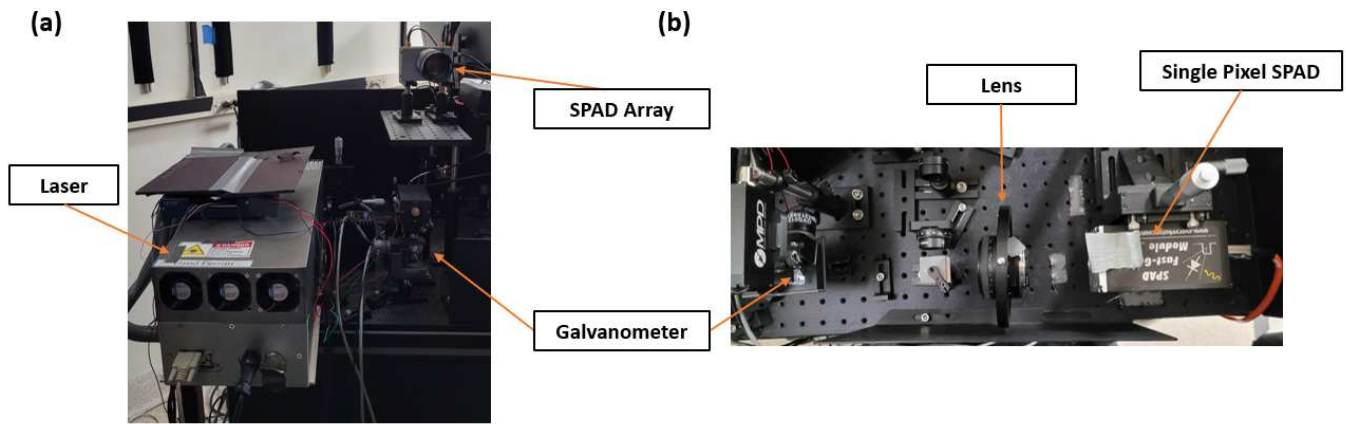 (a)
(b)
SPAD Array
Laser
Galvanometer
Lens
Single Pixel SPAD
MPD
SPAD
Fast-G
Module